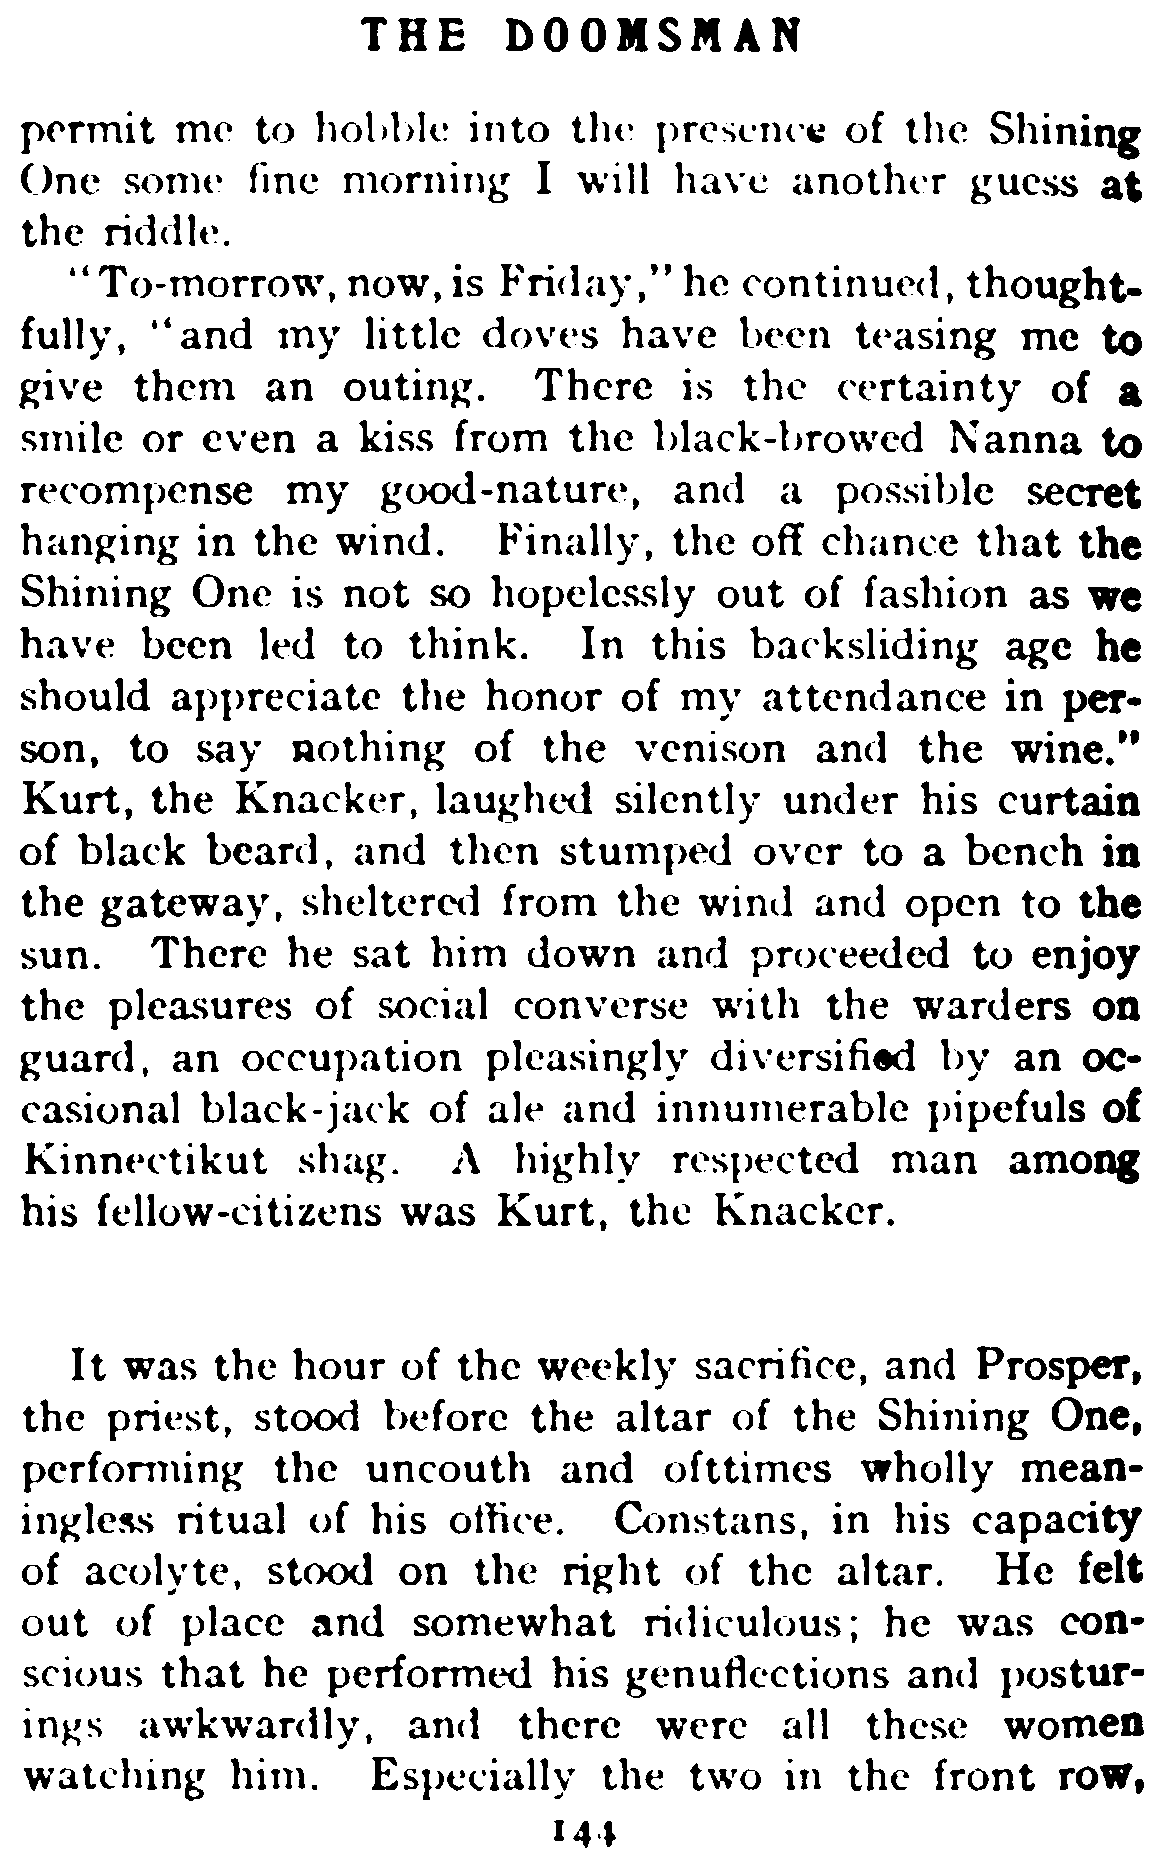 THE DOOMSMAN
permit me to hobble into the presence of the Shining
One some fine morning I will have another guess at
the riddle.
"To-morrow, now, is Friday," he continued, thought-
fully, "and my little doves have been teasing me to
give them an outing. There is the certainty of a
smile or even a kiss from the black-browed Nanna to
recompense my good-nature, and a possible secret
hanging in the wind. Finally, the off chance that the
Shining One is not so hopelessly out of fashion as we
have been led to think. In this backsliding age he
should appreciate the honor of my attendance in per-
son, to say nothing of the venison and the wine."
Kurt, the Knacker, laughed silently under his curtain
of black beard, and then stumped over to a bench in
the gateway, sheltered from the wind and open to the
sun. There he sat him down and proceeded to enjoy
the pleasures of social converse with the warders on
guard, an occupation pleasingly diversified by an oc-
casional black-jack of ale and innumerable pipefuls of
Kinnectikut shag. A highly respected man among
his fellow-citizens was Kurt, the Knacker.
It was the hour of the weekly sacrifice, and Prosper,
the priest, stood before the altar of the Shining One,
performing the uncouth and ofttimes wholly mean-
ingless ritual of his office. Constans, in his capacity
of acolyte, stood on the right of the altar. He felt
out of place and somewhat ridiculous; he was con-
scious that he performed his genuflections and postur-
ings awkwardly, and there were all these women
watching him. Especially the two in the front row,
144